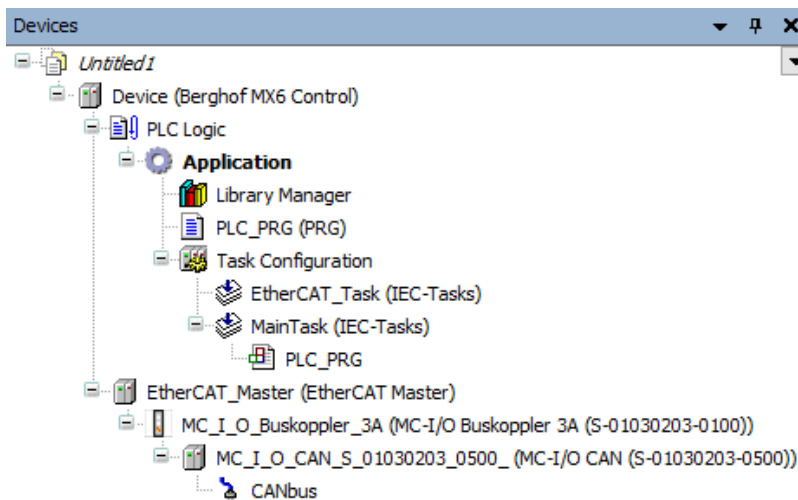 Devices
Untitled1
Device (Berghof MX6 Control)
PLC Logic
Application
Library Manager
PLC_PRG (PRG)
Task Configuration
EtherCAT_Task (IEC-Tasks)
MainTask (IEC-Tasks)
PLC_PRG
EtherCAT_Master (EtherCAT Master)
MC_I_O_Buskoppler_3A (MC-I/O Buskoppler 3A (S-01030203-0100))
MC_I_O_CAN_S_01030203_0500_ (MC-I/O CAN (S-01030203-0500))
CANbus